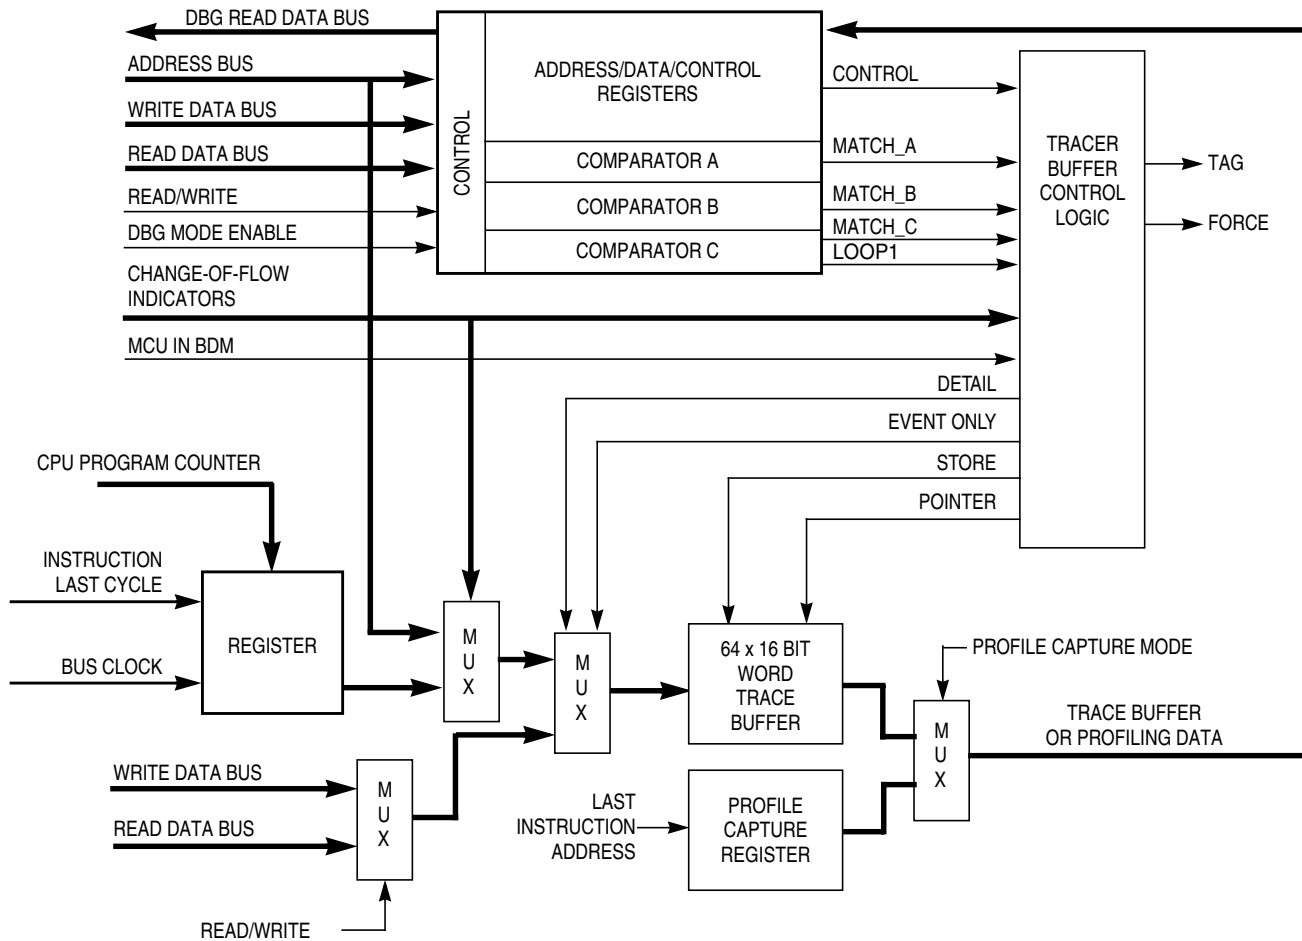 DBG READ DATA BUS
ADDRESS BUS
WRITE DATA BUS
READ DATA BUS
READ/WRITE
DBG MODE ENABLE
CHANGE-OF-FLOW
INDICATORS
MCU IN BDM
CONTROL
ADDRESS/DATA/CONTROL
REGISTERS
COMPARATOR A
COMPARATOR B
COMPARATOR C
CONTROL
MATCH_A
MATCH_B
MATCH_C
LOOP1
TRACER
BUFFER
CONTROL
LOGIC
TAG
FORCE
DETAIL
EVENT ONLY
STORE
POINTER
CPU PROGRAM COUNTER
INSTRUCTION
LAST CYCLE
BUS CLOCK
REGISTER
M
U
X
M
U
X
64 x 16 BIT
WORD
TRACE
BUFFER
PROFILE CAPTURE MODE
M
U
X
TRACE BUFFER
OR PROFILING DATA
WRITE DATA BUS
READ DATA BUS
M
U
X
READ/WRITE
LAST
INSTRUCTION
ADDRESS
PROFILE
CAPTURE
REGISTER